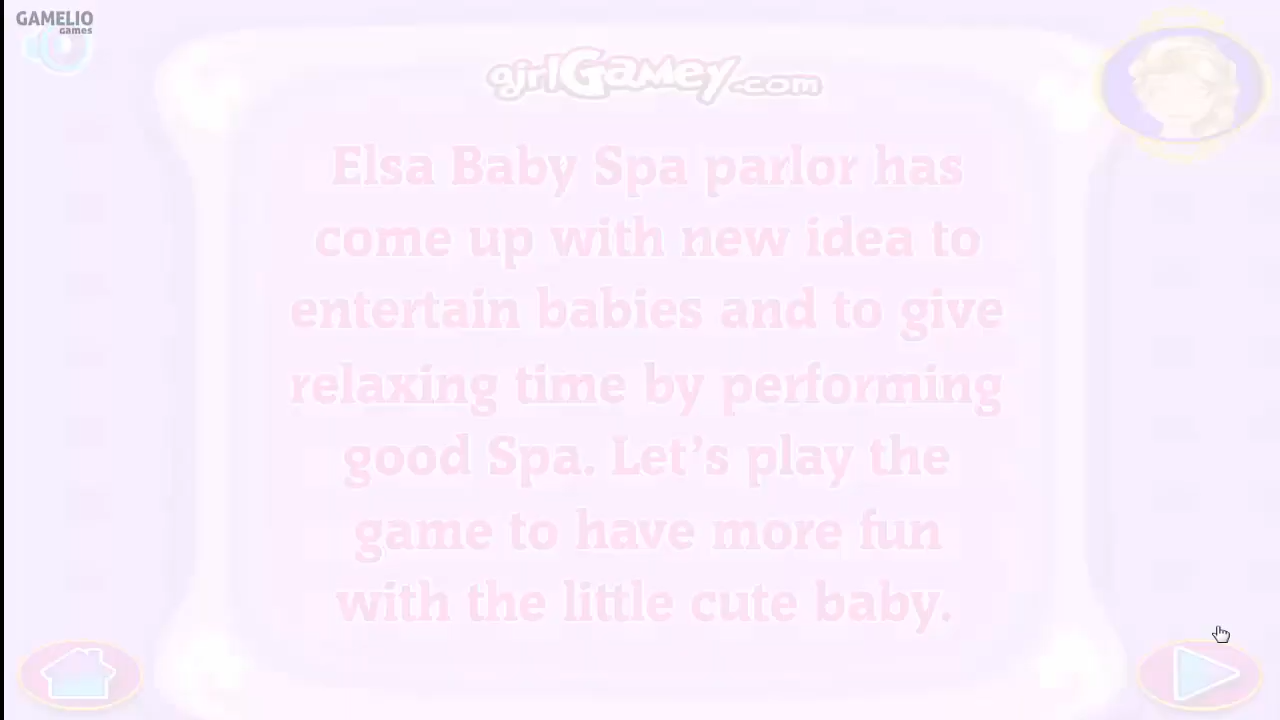 GAMELIO
games
girlGamey.com
Elsa Baby Spa parlor has
come up with new idea to
entertain babies and to give
relaxing time by performing
good Spa. Let's play the
game to have more fun
with the little cute baby.